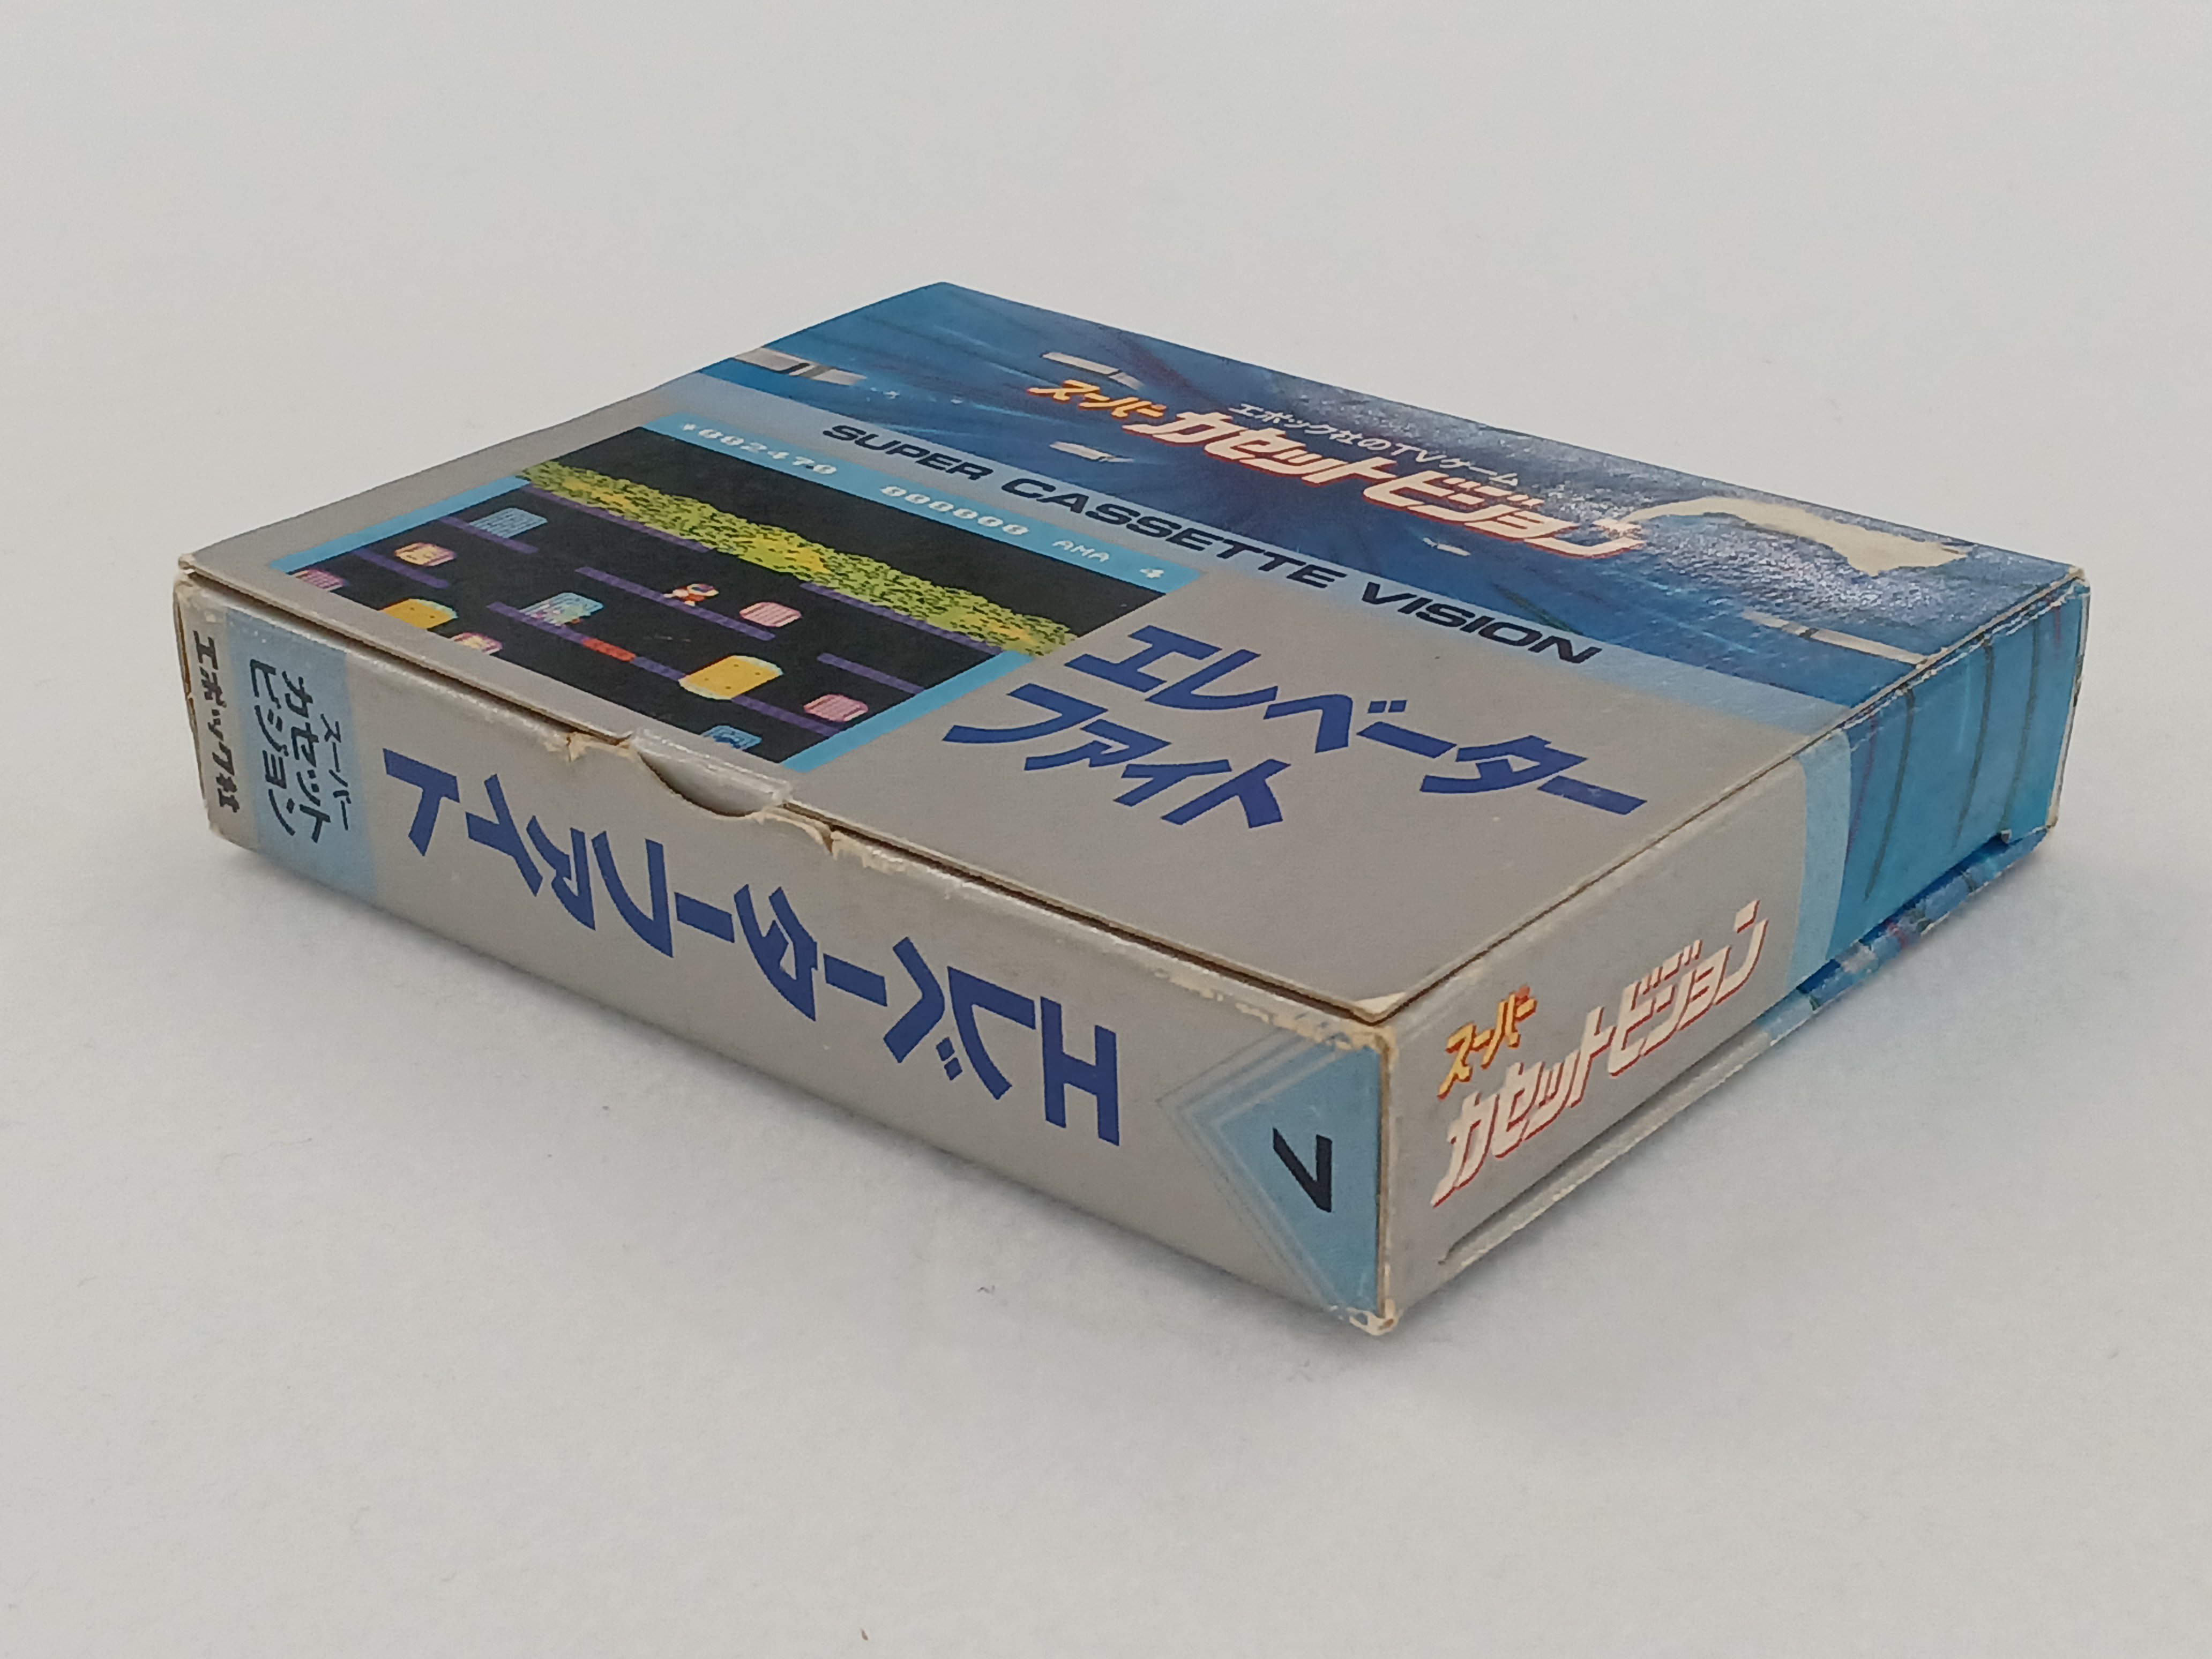 エポック社のTVゲーム
スーパー
カセットビジョン
SUPER CASSETTE VISION
*002470 000000 AMA 4
エレベーター
ファイト
7
エレベーターファイト
スーパー
カセット
ビジョン
エポック社
スーパー
カセットビジョン